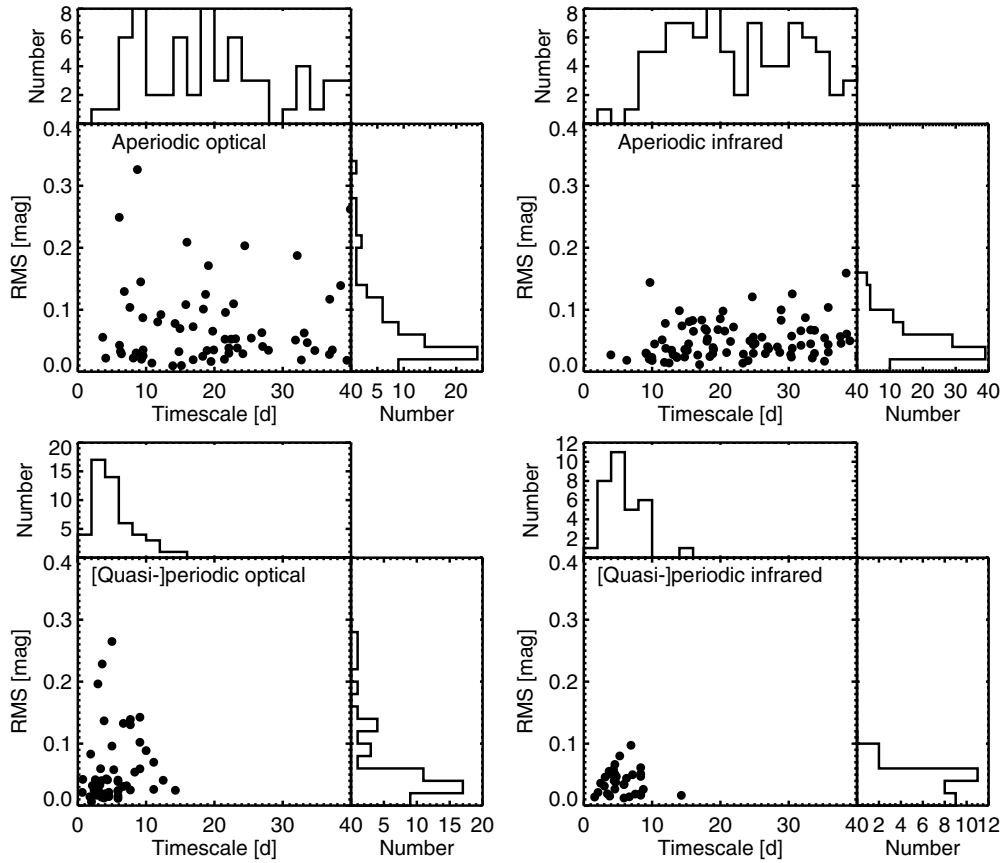 8
6
4
2
Number
0.4
0.3
0.2
0.1
0.0
RMS [mag]
Aperiodic optical
0 10 20 30 40 5 10 20
Timescale [d] Number
8
6
4
2
Number
0.4
0.3
0.2
0.1
0.0
RMS [mag]
Aperiodic infrared
0 10 20 30 40 10 20 30 40
Timescale [d] Number
20
15
10
5
Number
0.4
0.3
0.2
0.1
0.0
RMS [mag]
[Quasi-]periodic optical
0 10 20 30 40 5 10 15 20
Timescale [d] Number
12
10
8
6
4
2
Number
0.4
0.3
0.2
0.1
0.0
RMS [mag]
[Quasi-]periodic infrared
0 10 20 30 40 2 4 6 8 10 12
Timescale [d] Number